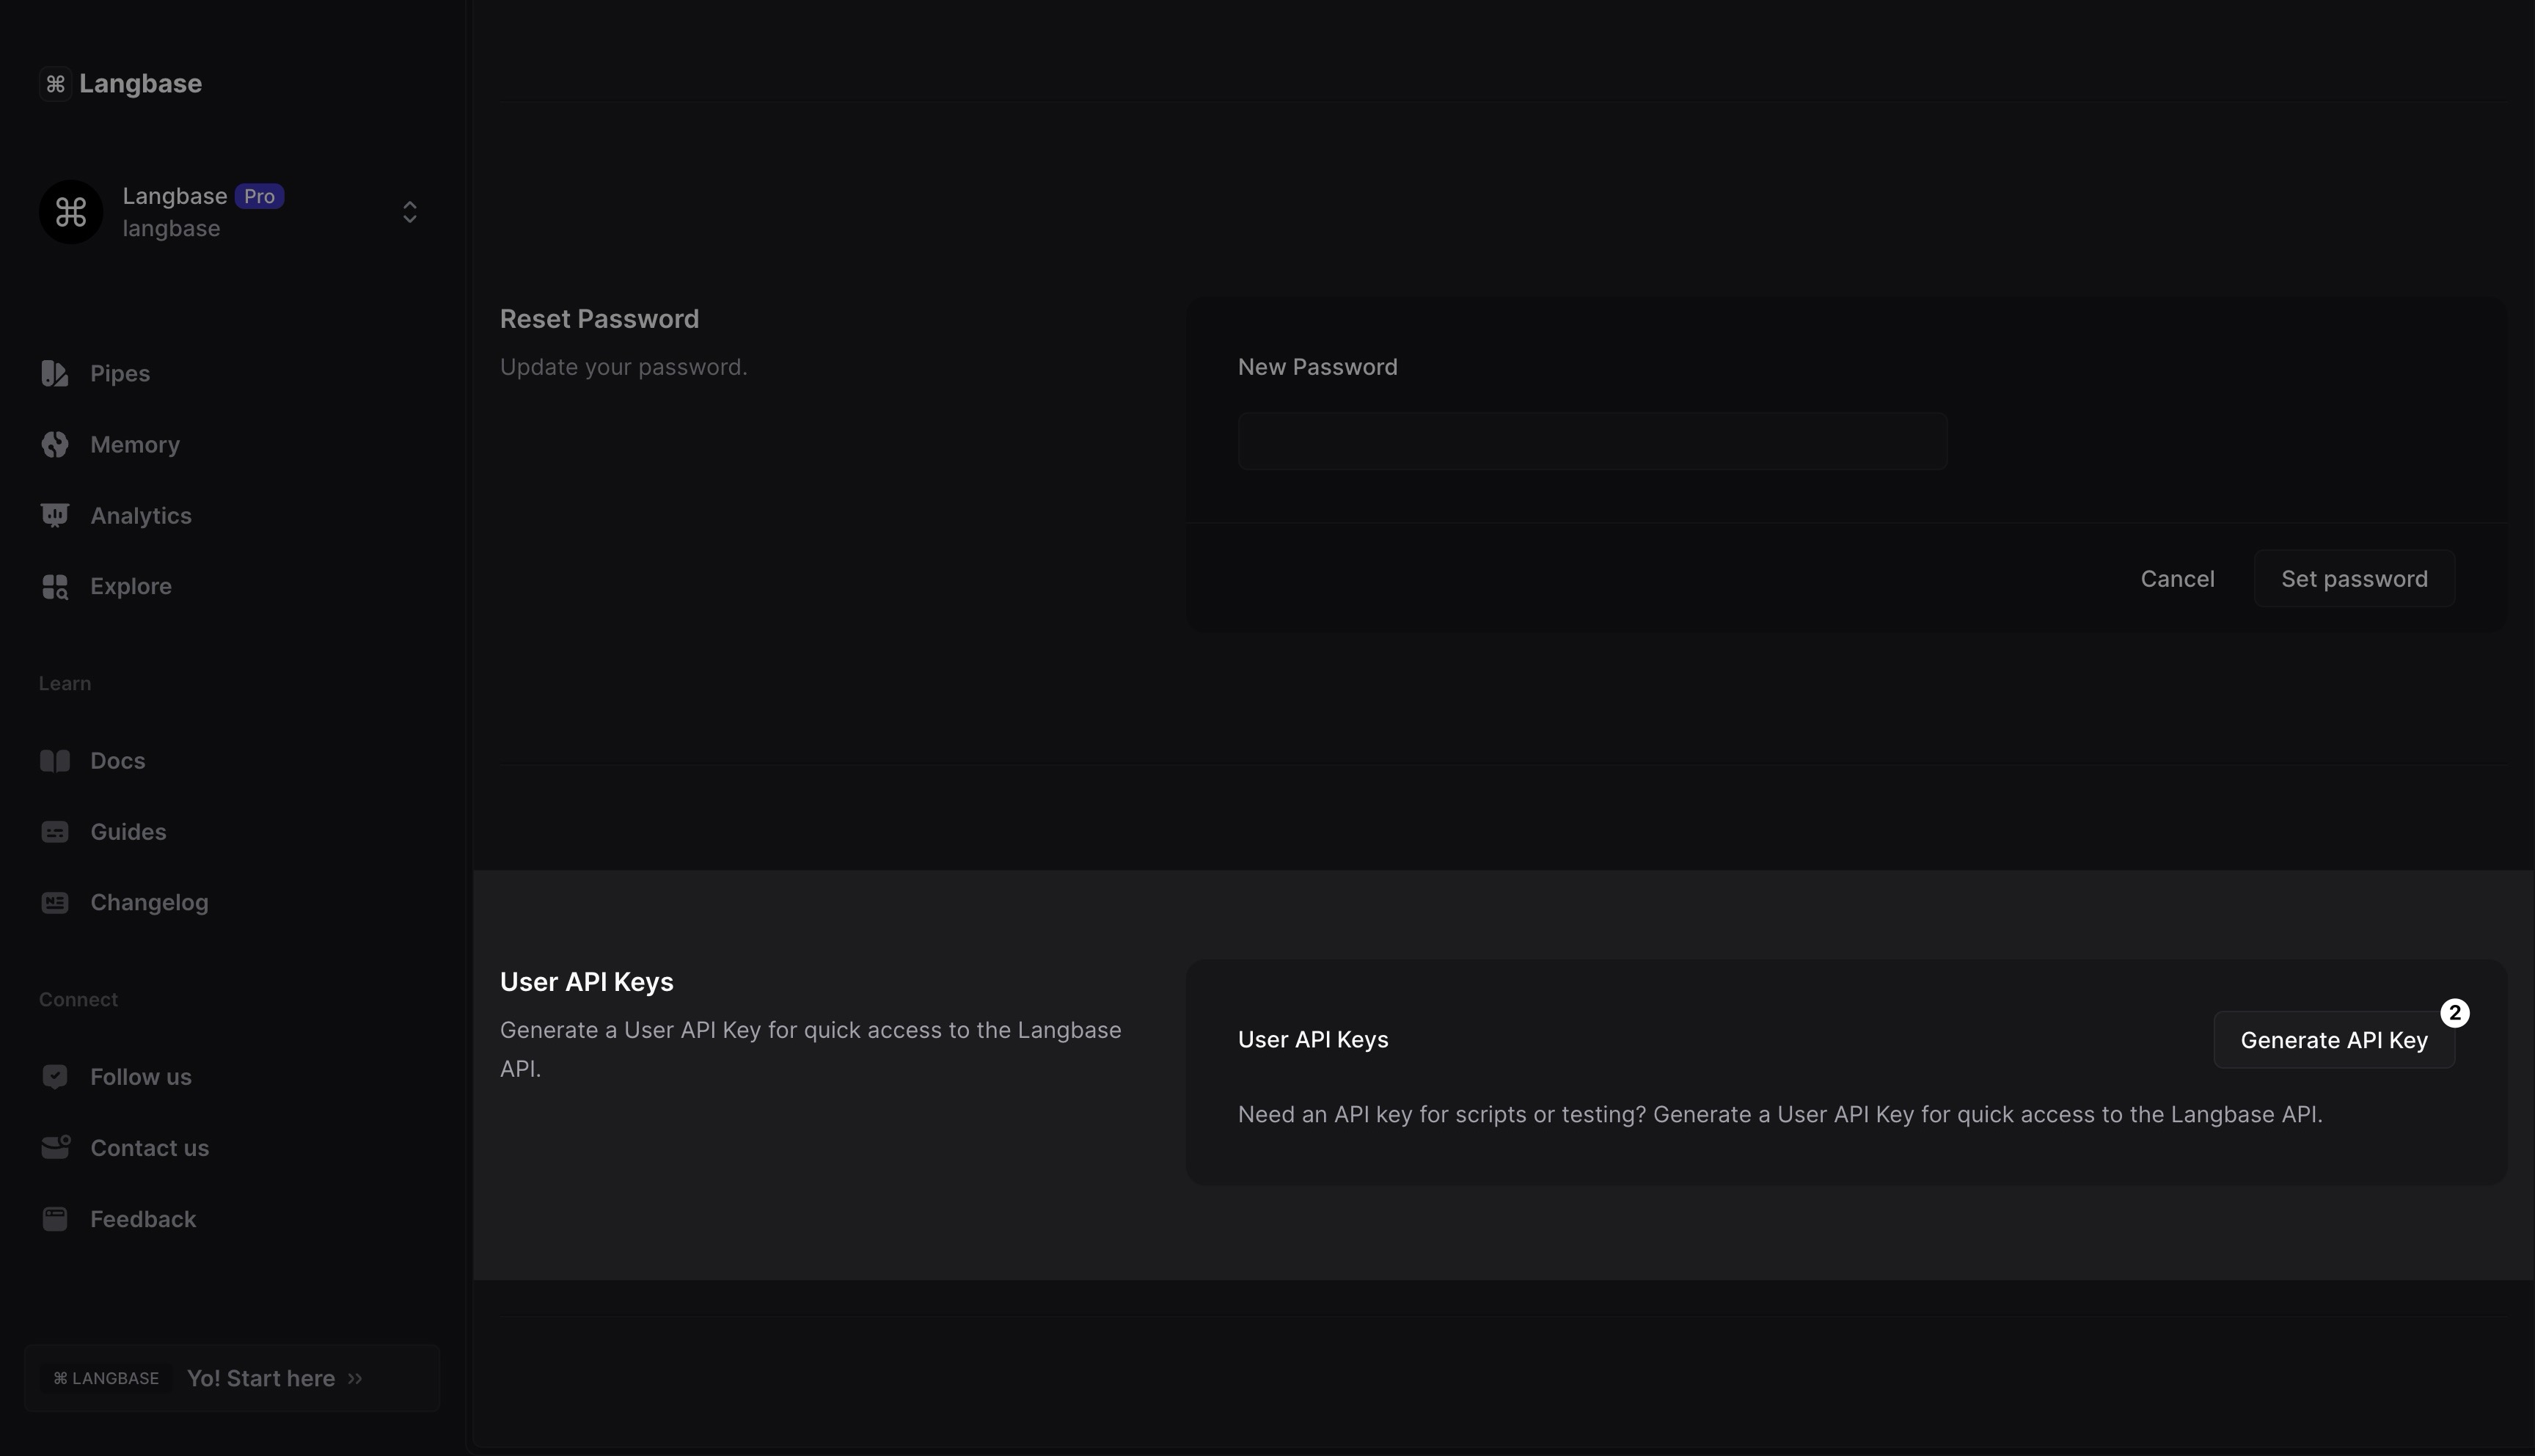 ⌘ Langbase
Langbase Pro
langbase
Pipes
Memory
Analytics
Explore
Learn
Docs
Guides
Changelog
Connect
Follow us
Contact us
Feedback
⌘ LANGBASE Yo! Start here »
Reset Password
Update your password.
New Password
Cancel Set password
User API Keys
Generate a User API Key for quick access to the Langbase
API.
User API Keys
Generate API Key 2
Need an API key for scripts or testing? Generate a User API Key for quick access to the Langbase API.